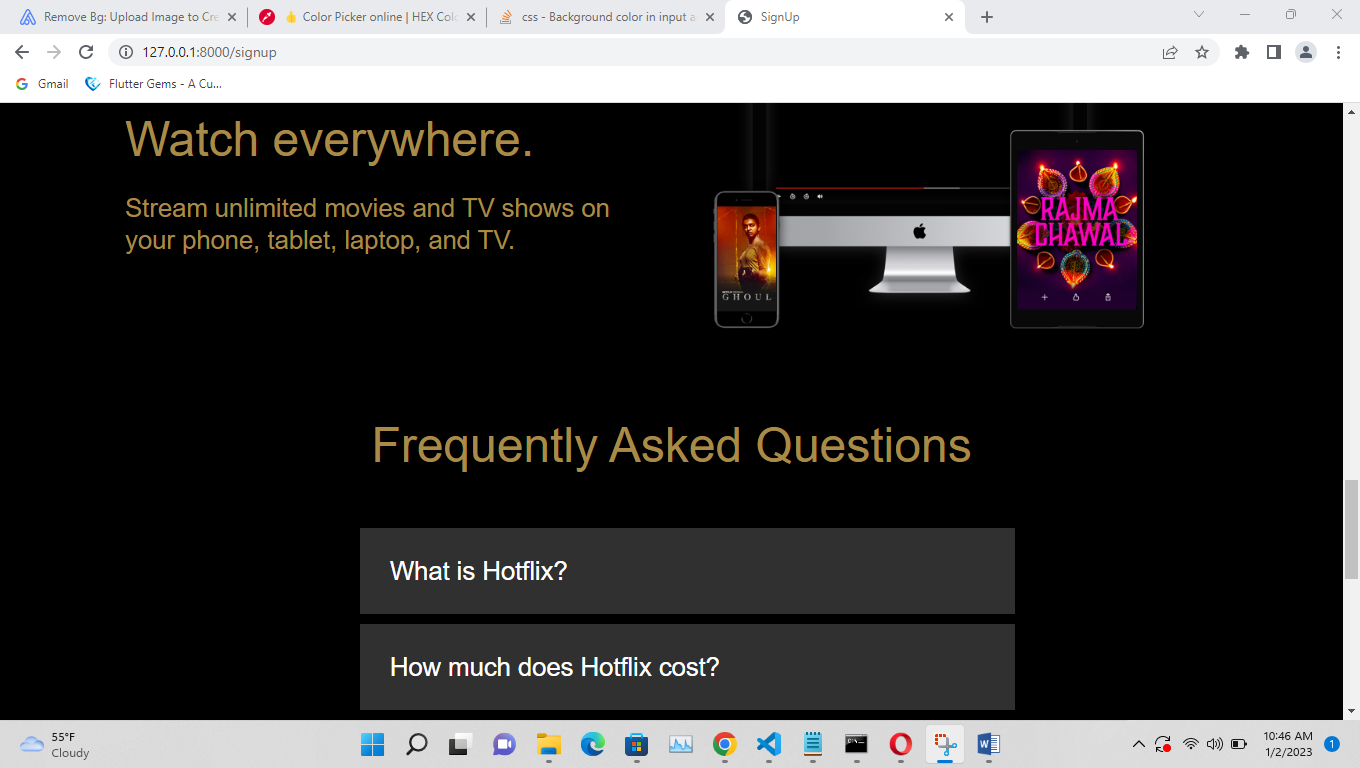 Remove Bg: Upload Image to Cre
👍 Color Picker online | HEX Colo
css - Background color in input a
SignUp
127.0.0.1:8000/signup
Gmail
Flutter Gems - A Cu...
Watch everywhere.
Stream unlimited movies and TV shows on
your phone, tablet, laptop, and TV.
GHOUL
RAJMA
CHAWAL
Frequently Asked Questions
What is Hotflix?
How much does Hotflix cost?
55°F
Cloudy
10:46 AM
1/2/2023
1